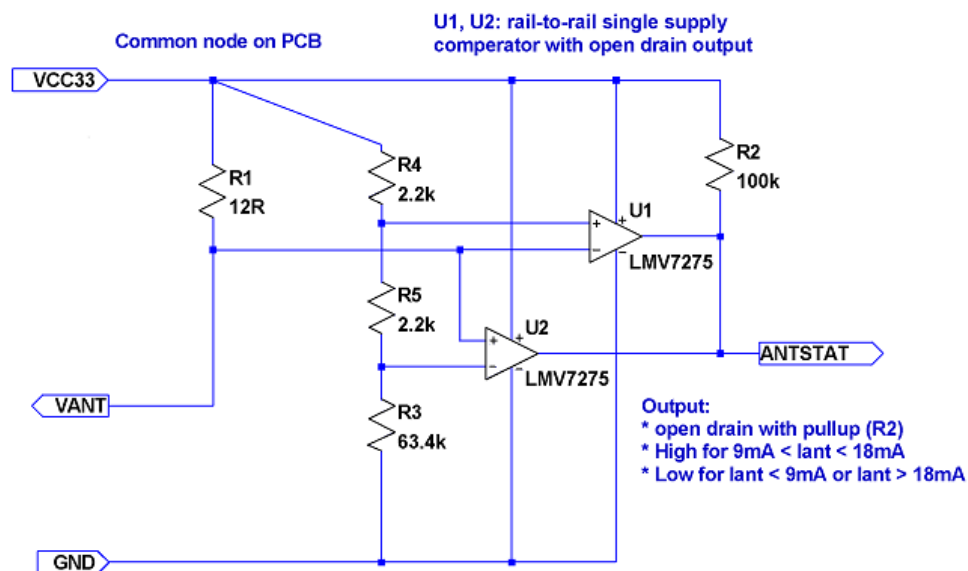 U1, U2: rail-to-rail single supply
comperator with open drain output
Common node on PCB
VCC33
R1
12R
R4
2.2k
R2
100k
+
U1
+
-
-
LMV7275
R5
2.2k
U2
+
+
-
-
LMV7275
ANTSTAT
VANT
R3
63.4k
Output:
* open drain with pullup (R2)
* High for 9mA < Iant < 18mA
* Low for Iant < 9mA or Iant > 18mA
GND